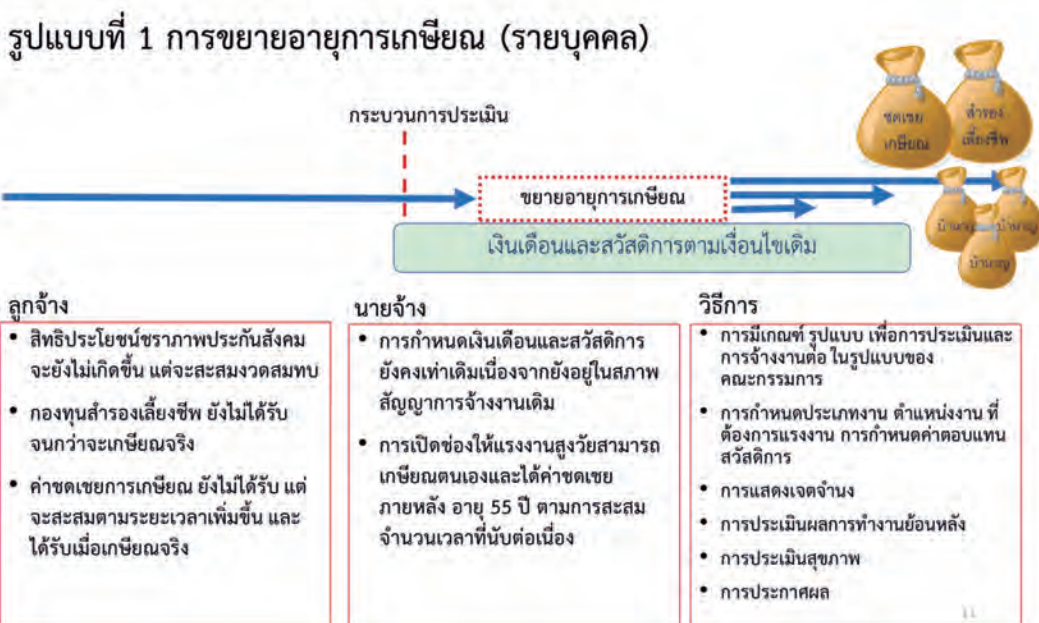 รูปแบบที่ 1 การขยายอายุการเกษียณ (รายบุคคล)
กระบวนการประเมิน
ชดเชย
เกษียณ
สำรอง
เลี้ยงชีพ
ขยายอายุการเกษียณ
บำนาญ
บำนาญ
บำนาญ
เงินเดือนและสวัสดิการตามเงื่อนไขเดิม
ลูกจ้าง
• สิทธิประโยชน์ชราภาพประกันสังคม
จะยังไม่เกิดขึ้น แต่จะสะสมงวดสมทบ
• กองทุนสำรองเลี้ยงชีพ ยังไม่ได้รับ
จนกว่าจะเกษียณจริง
• ค่าชดเชยการเกษียณ ยังไม่ได้รับ แต่
จะสะสมตามระยะเวลาเพิ่มขึ้น และ
ได้รับเมื่อเกษียณจริง
นายจ้าง
• การกำหนดเงินเดือนและสวัสดิการ
ยังคงเท่าเดิมเนื่องจากยังอยู่ในสภาพ
สัญญาการจ้างงานเดิม
• การเปิดช่องให้แรงงานสูงวัยสามารถ
เกษียณตนเองและได้ค่าชดเชย
ภายหลัง อายุ 55 ปี ตามการสะสม
จำนวนเวลาที่นับต่อเนื่อง
วิธีการ
• การมีเกณฑ์ รูปแบบ เพื่อการประเมินและ
การจ้างงานต่อ ในรูปแบบของ
คณะกรรมการ
• การกำหนดประเภทงาน ตำแหน่งงาน ที่
ต้องการแรงงาน การกำหนดค่าตอบแทน
สวัสดิการ
• การแสดงเจตจำนง
• การประเมินผลการทำงานย้อนหลัง
• การประเมินสุขภาพ
• การประกาศผล
11